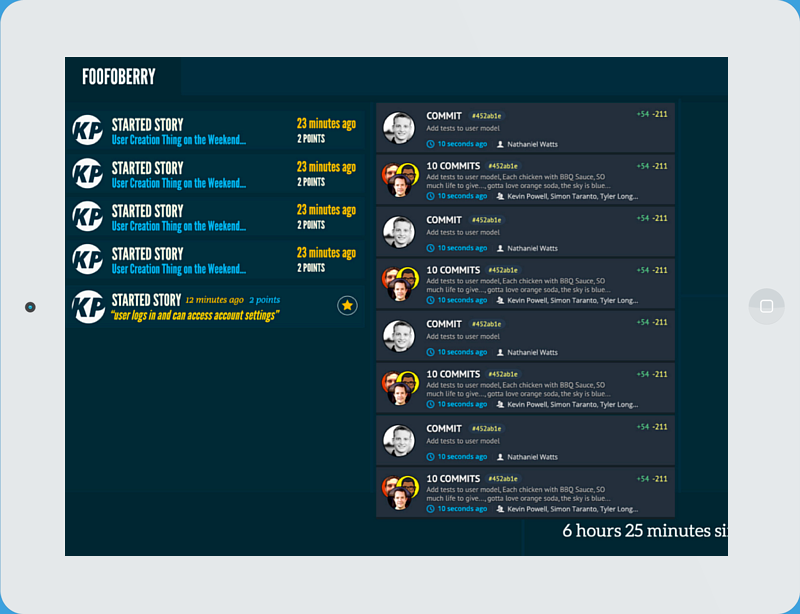 FOOFOBERRY
KP STARTED STORY 23 minutes ago
User Creation Thing on the Weekend... 2 POINTS
KP STARTED STORY 23 minutes ago
User Creation Thing on the Weekend... 2 POINTS
KP STARTED STORY 23 minutes ago
User Creation Thing on the Weekend... 2 POINTS
KP STARTED STORY 23 minutes ago
User Creation Thing on the Weekend... 2 POINTS
KP STARTED STORY 12 minutes ago 2 points
"user logs in and can access account settings"
COMMIT #452ab1e +54 -211
Add tests to user model
10 seconds ago Nathaniel Watts
10 COMMITS #452ab1e +54 -211
Add tests to user model, Each chicken with BBQ Sauce, SO
much life to give..., gotta love orange soda, the sky is blue...
10 seconds ago Kevin Powell, Simon Taranto, Tyler Long...
COMMIT #452ab1e +54 -211
Add tests to user model
10 seconds ago Nathaniel Watts
10 COMMITS #452ab1e +54 -211
Add tests to user model, Each chicken with BBQ Sauce, SO
much life to give..., gotta love orange soda, the sky is blue...
10 seconds ago Kevin Powell, Simon Taranto, Tyler Long...
COMMIT #452ab1e +54 -211
Add tests to user model
10 seconds ago Nathaniel Watts
10 COMMITS #452ab1e +54 -211
Add tests to user model, Each chicken with BBQ Sauce, SO
much life to give..., gotta love orange soda, the sky is blue...
10 seconds ago Kevin Powell, Simon Taranto, Tyler Long...
COMMIT #452ab1e +54 -211
Add tests to user model
10 seconds ago Nathaniel Watts
10 COMMITS #452ab1e +54 -211
Add tests to user model, Each chicken with BBQ Sauce, SO
much life to give..., gotta love orange soda, the sky is blue...
10 seconds ago Kevin Powell, Simon Taranto, Tyler Long...
6 hours 25 minutes si